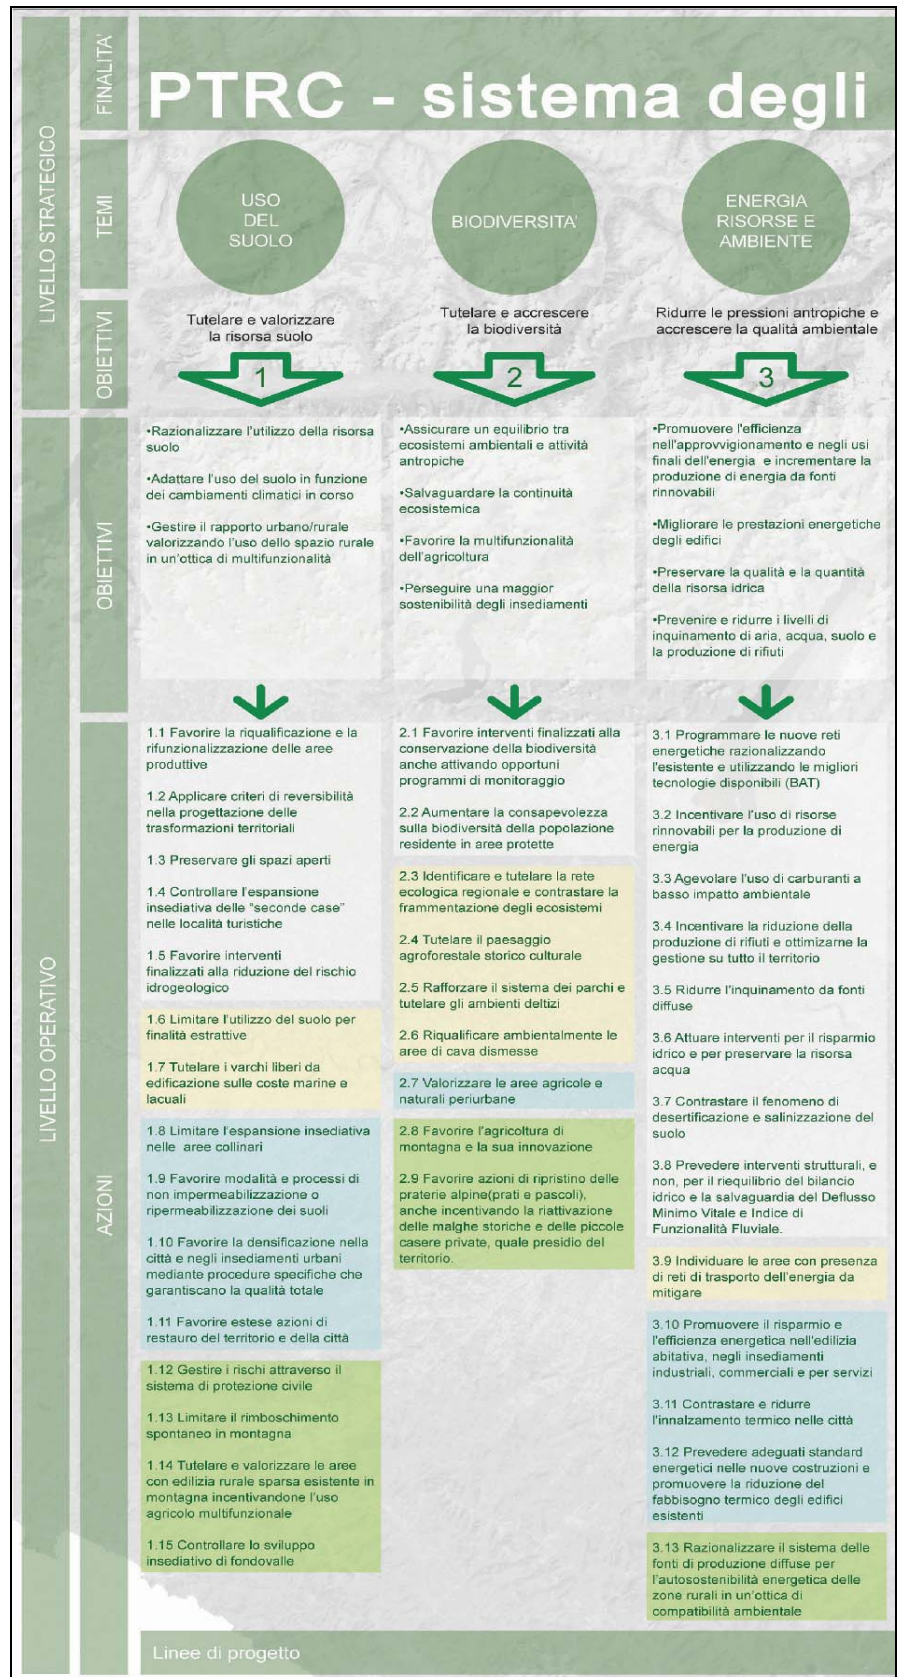 LIVELLO STRATEGICO
FINALITA'
PTRC - sistema degli
TEMI
USO
DEL
SUOLO
BIODIVERSITA'
ENERGIA
RISORSE E
AMBIENTE
OBIETTIVI
Tutelare e valorizzare
la risorsa suolo
Tutelare e accrescere
la biodiversità
Ridurre le pressioni antropiche e
accrescere la qualità ambientale
1
2
3
LIVELLO OPERATIVO
OBIETTIVI
•Razionalizzare l'utilizzo della risorsa
suolo
•Adattare l'uso del suolo in funzione
dei cambiamenti climatici in corso
•Gestire il rapporto urbano/rurale
valorizzando l'uso dello spazio rurale
in un'ottica di multifunzionalità
•Assicurare un equilibrio tra
ecosistemi ambientali e attività
antropiche
•Salvaguardare la continuità
ecosistemica
•Favorire la multifunzionalità
dell'agricoltura
•Perseguire una maggior
sostenibilità degli insediamenti
•Promuovere l'efficienza
nell'approvvigionamento e negli usi
finali dell'energia e incrementare la
produzione di energia da fonti
rinnovabili
•Migliorare le prestazioni energetiche
degli edifici
•Preservare la qualità e la quantità
della risorsa idrica
•Prevenire e ridurre i livelli di
inquinamento di aria, acqua, suolo e
la produzione di rifiuti
AZIONI
1.1 Favorire la riqualificazione e la
rifunzionalizzazione delle aree
produttive
1.2 Applicare criteri di reversibilità
nella progettazione delle
trasformazioni territoriali
1.3 Preservare gli spazi aperti
1.4 Controllare l'espansione
insediativa delle "seconde case"
nelle località turistiche
1.5 Favorire interventi
finalizzati alla riduzione del rischio
idrogeologico
1.6 Limitare l'utilizzo del suolo per
finalità estrattive
1.7 Tutelare i varchi liberi da
edificazione sulle coste marine e
lacuali
1.8 Limitare l'espansione insediativa
nelle aree collinari
1.9 Favorire modalità e processi di
non impermeabilizzazione o
ripermeabilizzazione dei suoli
1.10 Favorire la densificazione nella
città e negli insediamenti urbani
mediante procedure specifiche che
garantiscano la qualità totale
1.11 Favorire estese azioni di
restauro del territorio e della città
1.12 Gestire i rischi attraverso il
sistema di protezione civile
1.13 Limitare il rimboschimento
spontaneo in montagna
1.14 Tutelare e valorizzare le aree
con edilizia rurale sparsa esistente in
montagna incentivandone l'uso
agricolo multifunzionale
1.15 Controllare lo sviluppo
insediativo di fondovalle
2.1 Favorire interventi finalizzati alla
conservazione della biodiversità
anche attivando opportuni
programmi di monitoraggio
2.2 Aumentare la consapevolezza
sulla biodiversità della popolazione
residente in aree protette
2.3 Identificare e tutelare la rete
ecologica regionale e contrastare la
frammentazione degli ecosistemi
2.4 Tutelare il paesaggio
agroforestale storico culturale
2.5 Rafforzare il sistema dei parchi e
tutelare gli ambienti deltizi
2.6 Riqualificare ambientalmente le
aree di cava dismesse
2.7 Valorizzare le aree agricole e
naturali periurbane
2.8 Favorire l'agricoltura di
montagna e la sua innovazione
2.9 Favorire azioni di ripristino delle
praterie alpine(prati e pascoli),
anche incentivando la riattivazione
delle malghe storiche e delle piccole
casere private, quale presidio del
territorio.
3.1 Programmare le nuove reti
energetiche razionalizzando
l'esistente e utilizzando le migliori
tecnologie disponibili (BAT)
3.2 Incentivare l'uso di risorse
rinnovabili per la produzione di
energia
3.3 Agevolare l'uso di carburanti a
basso impatto ambientale
3.4 Incentivare la riduzione della
produzione di rifiuti e ottimizarne la
gestione su tutto il territorio
3.5 Ridurre l'inquinamento da fonti
diffuse
3.6 Attuare interventi per il risparmio
idrico e per preservare la risorsa
acqua
3.7 Contrastare il fenomeno di
desertificazione e salinizzazione del
suolo
3.8 Prevedere interventi strutturali, e
non, per il riequilibrio del bilancio
idrico e la salvaguardia del Deflusso
Minimo Vitale e Indice di
Funzionalità Fluviale.
3.9 Individuare le aree con presenza
di reti di trasporto dell'energia da
mitigare
3.10 Promuovere il risparmio e
l'efficienza energetica nell'edilizia
abitativa, negli insediamenti
industriali, commerciali e per servizi
3.11 Contrastare e ridurre
l'innalzamento termico nelle città
3.12 Prevedere adeguati standard
energetici nelle nuove costruzioni e
promuovere la riduzione del
fabbisogno termico degli edifici
esistenti
3.13 Razionalizzare il sistema delle
fonti di produzione diffuse per
l'autosostenibilità energetica delle
zone rurali in un'ottica di
compatibilità ambientale
Linee di progetto